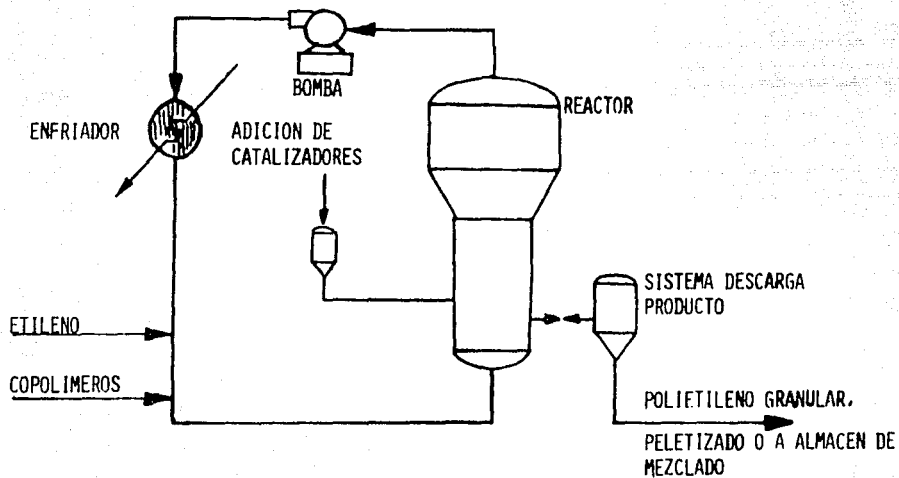 BOMBA
REACTOR
ENFRIADOR
ADICION DE
CATALIZADORES
SISTEMA DESCARGA
PRODUCTO
ETILENO
COPOLIMEROS
POLIETILENO GRANULAR.
PELETIZADO O A ALMACEN DE
MEZCLADO